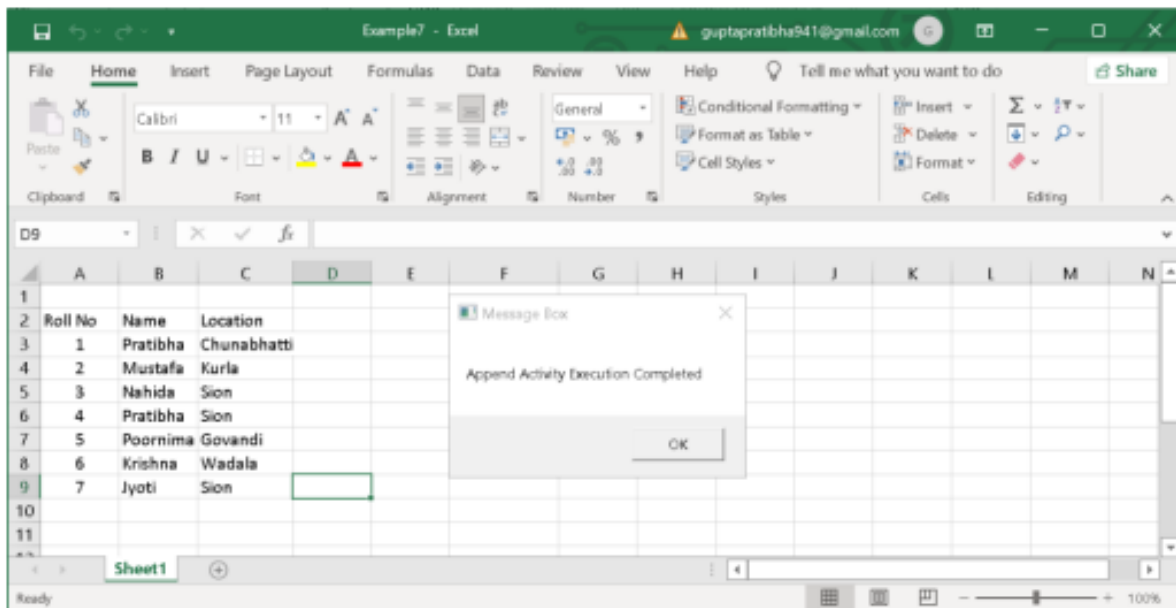 Example7 - Excel
guptapratibha941@gmail.com
G
File Home Insert Page Layout Formulas Data Review View Help Tell me what you want to do Share
Paste
Calibri 11 A A
B I U A
ab
General
% ,
Conditional Formatting
Format as Table
Cell Styles
Insert
Delete
Format
Σ
Clipboard Font Alignment Number Styles Cells Editing
D9 fx
A B C D E F G H I J K L M N
1
2 Roll No Name Location
3 1 Pratibha Chunabhatti
4 2 Mustafa Kurla
5 3 Nahida Sion
6 4 Pratibha Sion
7 5 Poornima Govandi
8 6 Krishna Wadala
9 7 Jyoti Sion
10
11
Message Box
Append Activity Execution Completed
OK
Sheet1
Ready
100%